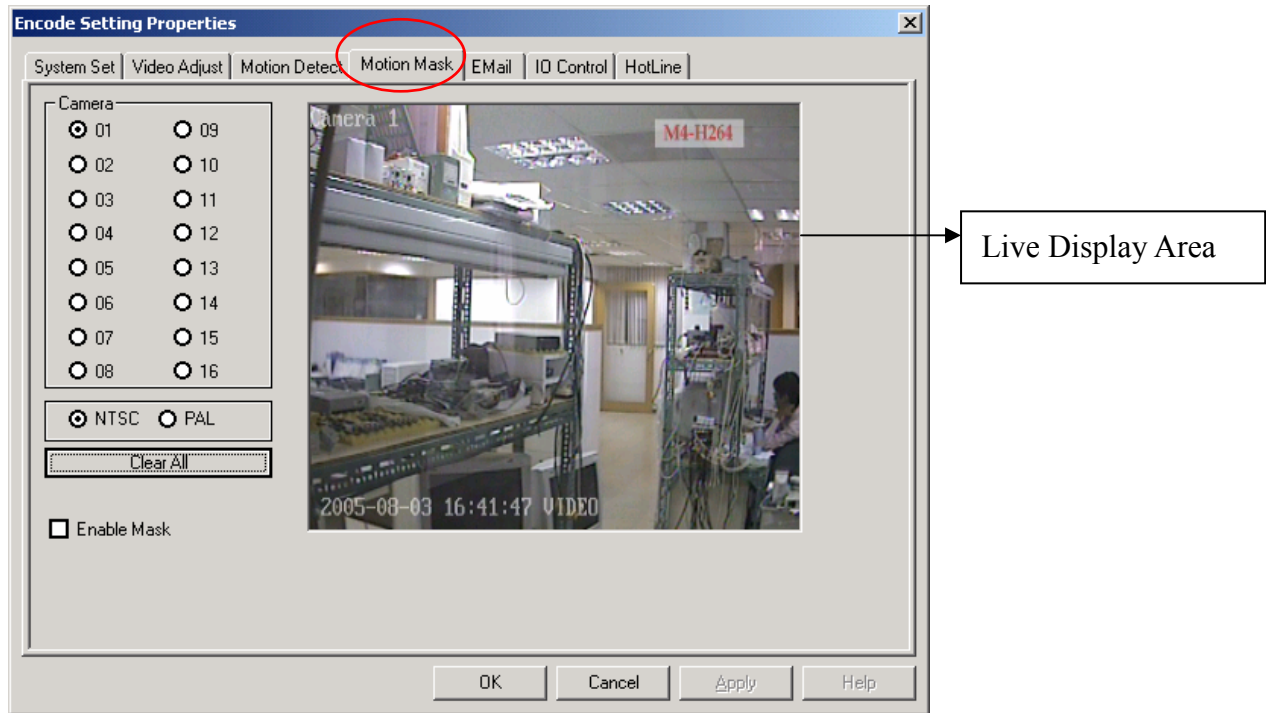 Encode Setting Properties
System Set Video Adjust Motion Detect Motion Mask EMail IO Control HotLine
Camera
01 09
02 10
03 11
04 12
05 13
06 14
07 15
08 16
NTSC PAL
Clear All
Enable Mask
Camera 1
M4-H264
2005-08-03 16:41:47 VIDEO
Live Display Area
OK Cancel Apply Help